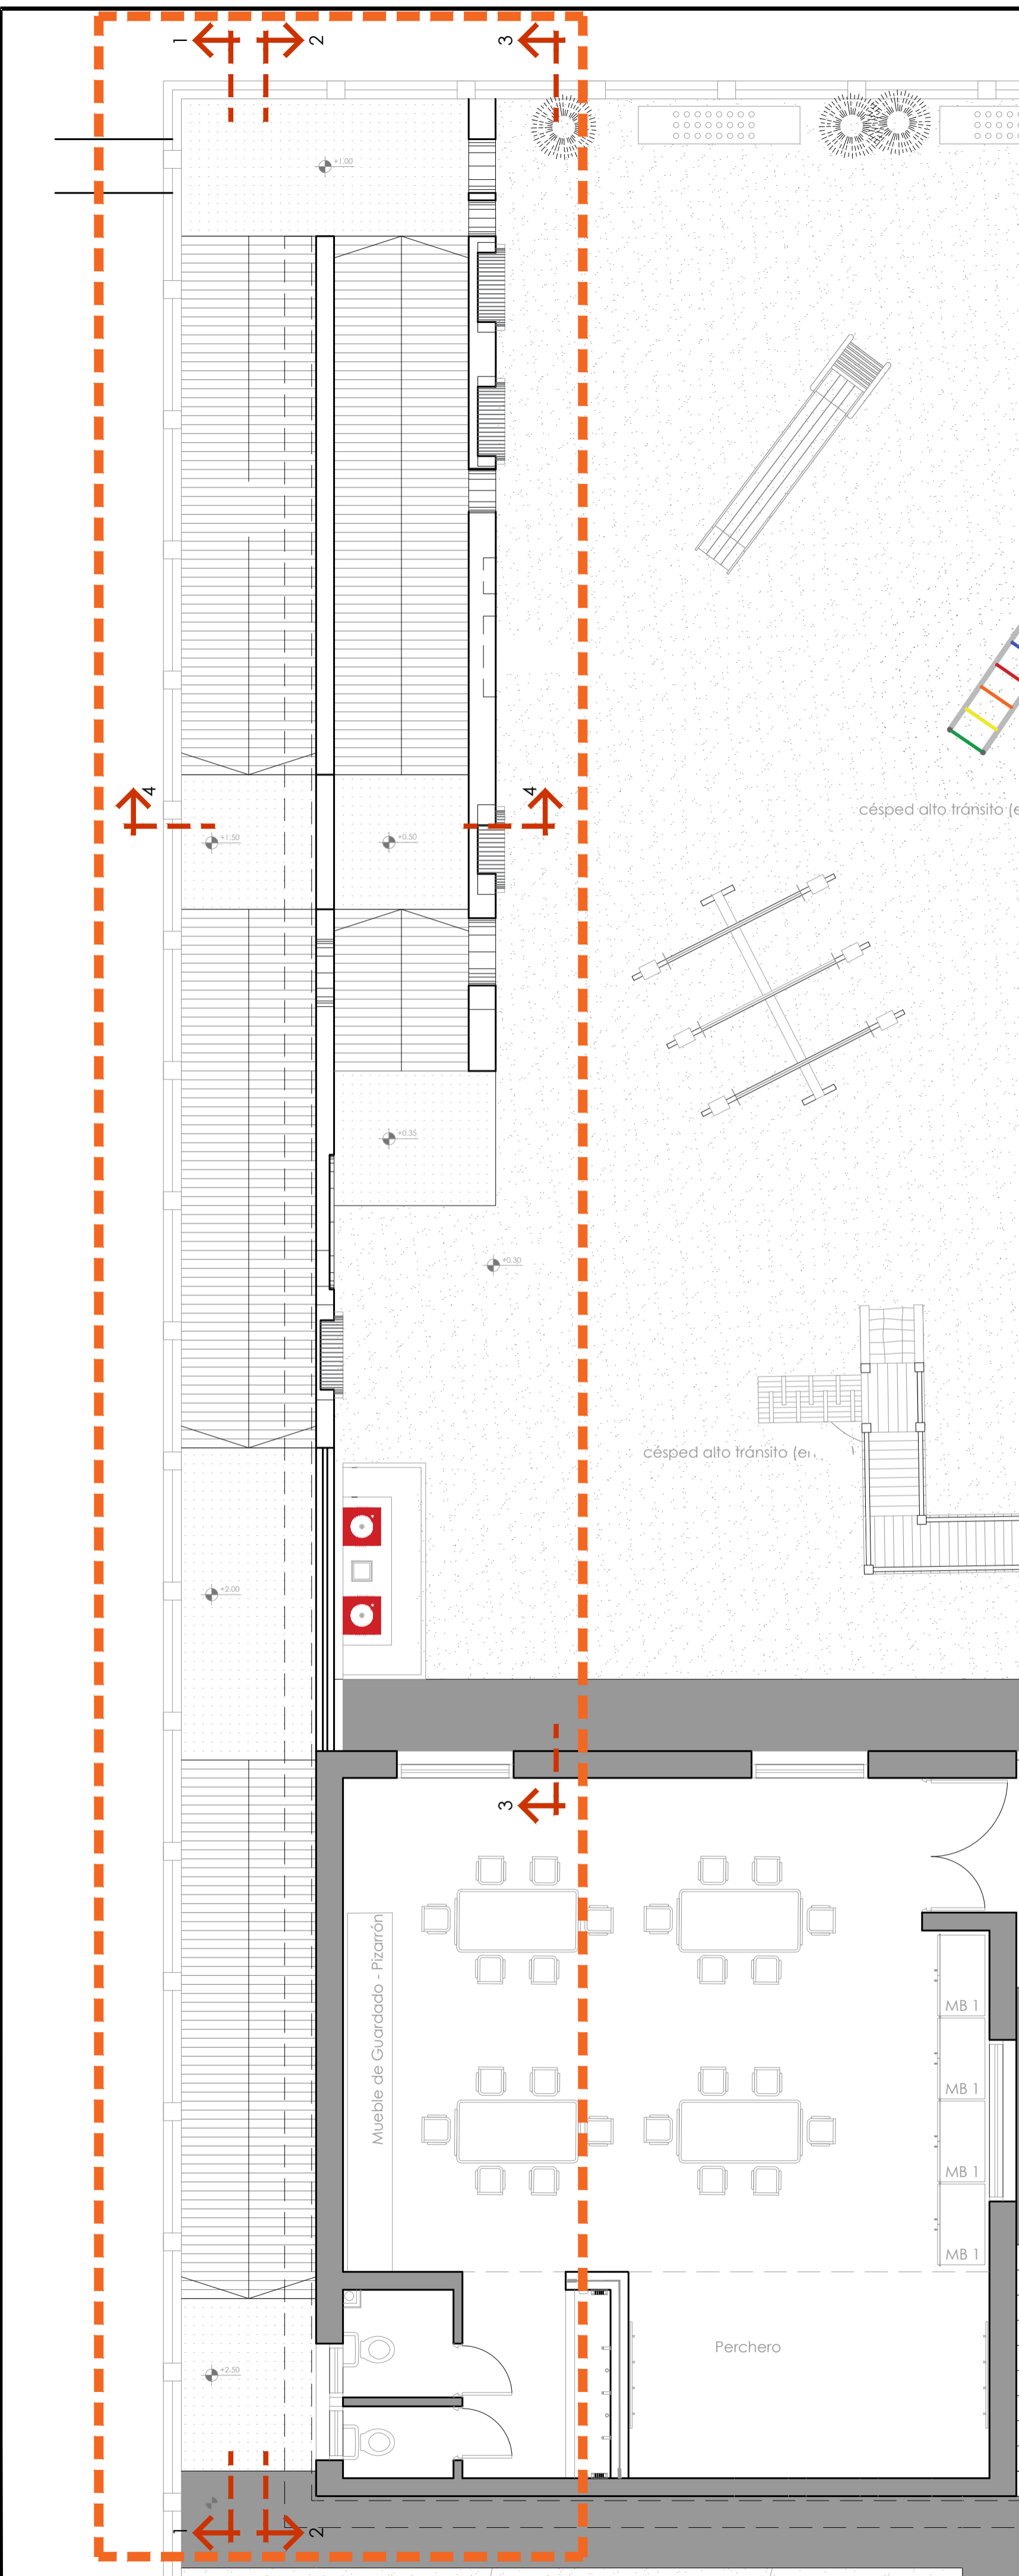 1
2
3
+1.00
4
4
césped alto tránsito (e
+1.50
+0.50
+0.35
+0.30
césped alto tránsito (e
+2.00
3
Mueble de Guardado - Pizarrón
MB 1
MB 1
MB 1
MB 1
Perchero
+2.50
1
2